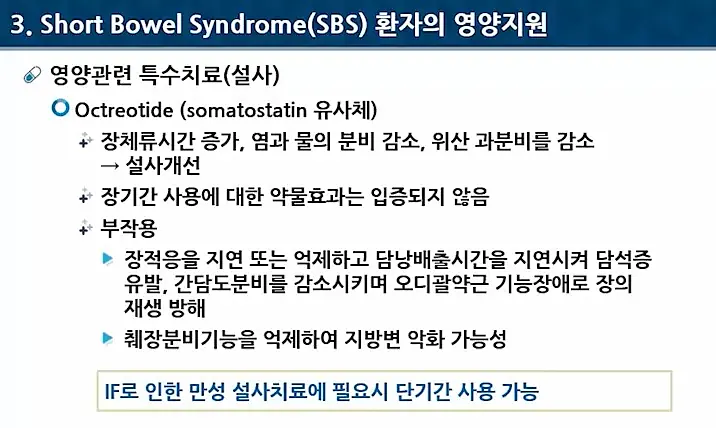 3. Short Bowel Syndrome(SBS) 환자의 영양지원
영양관련 특수치료(설사)
Octreotide (somatostatin 유사체)
장체류시간 증가, 염과 물의 분비 감소, 위산 과분비를 감소
→ 설사개선
장기간 사용에 대한 약물효과는 입증되지 않음
부작용
장적응을 지연 또는 억제하고 담낭배출시간을 지연시켜 담석증
유발, 간담도분비를 감소시키며 오디괄약근 기능장애로 장의
재생 방해
췌장분비기능을 억제하여 지방변 악화 가능성
IF로 인한 만성 설사치료에 필요시 단기간 사용 가능